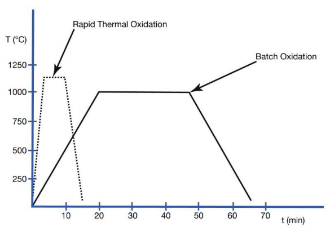 Rapid Thermal Oxidation
T (°C)
Batch Oxidation
1250
1000
750
500
250
10 20 30 40 50 60 70
t (min)